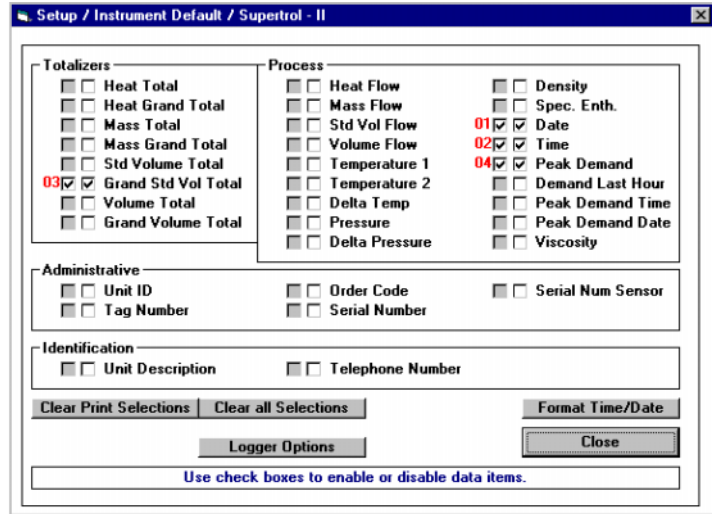 Setup / Instrument Default / Supertrol - II
Totalizers
Heat Total
Heat Grand Total
Mass Total
Mass Grand Total
Std Volume Total
03 Grand Std Vol Total
Volume Total
Grand Volume Total
Process
Heat Flow
Mass Flow
Std Vol Flow
Volume Flow
Temperature 1
Temperature 2
Delta Temp
Pressure
Delta Pressure
Density
Spec. Enth.
01 Date
02 Time
04 Peak Demand
Demand Last Hour
Peak Demand Time
Peak Demand Date
Viscosity
Administrative
Unit ID
Tag Number
Order Code
Serial Number
Serial Num Sensor
Identification
Unit Description
Telephone Number
Clear Print Selections
Clear all Selections
Format Time/Date
Logger Options
Close
Use check boxes to enable or disable data items.